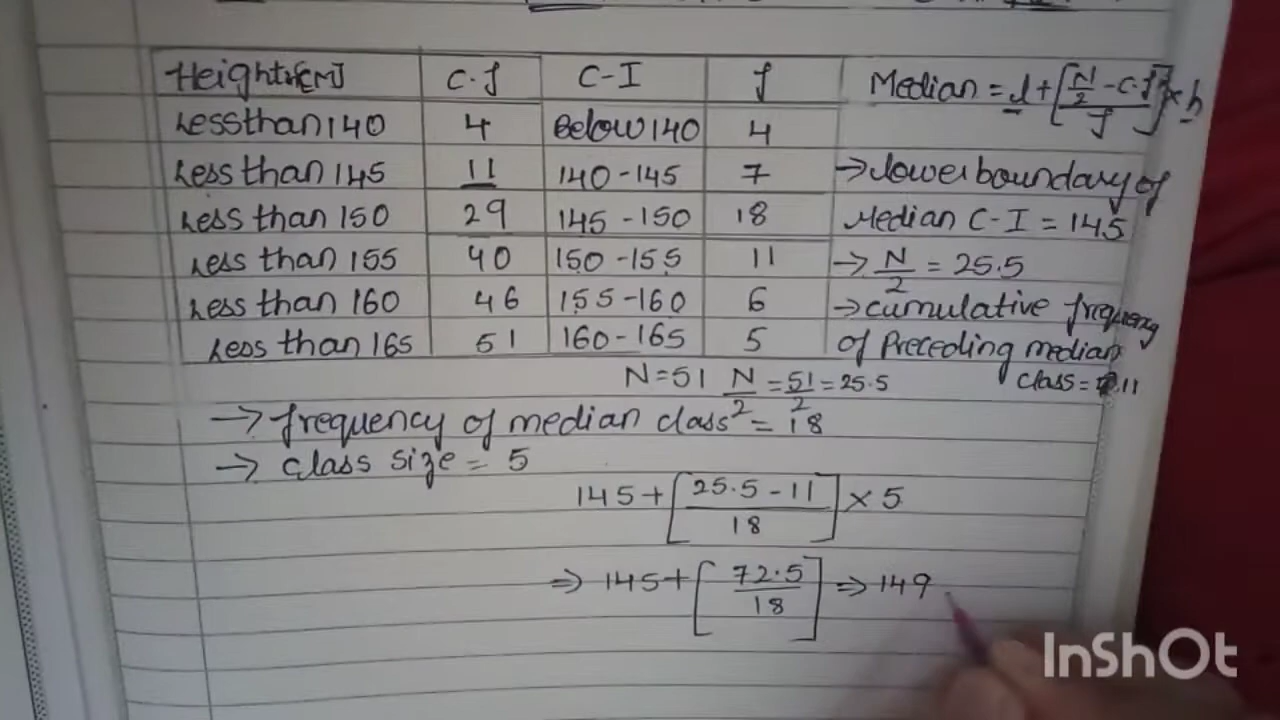 Height[CM] C.f C-I f Median = l+[N/2 -C.f/f]×h
Less than 140 4 Below 140 4
Less than 145 11 140-145 7 →lower boundary of
Less than 150 29 145-150 18 Median C-I = 145
Less than 155 40 150-155 11 → N/2 = 25.5
Less than 160 46 155-160 6 →cumulative frequency
Less than 165 51 160-165 5 of Preceding median
N=51 N/2 = 51/2 = 25.5 class = 11
→ frequency of median class = 18
→ class size = 5
145+[25.5-11/18]×5
⇒ 145+[72.5/18] ⇒ 149
InShOt